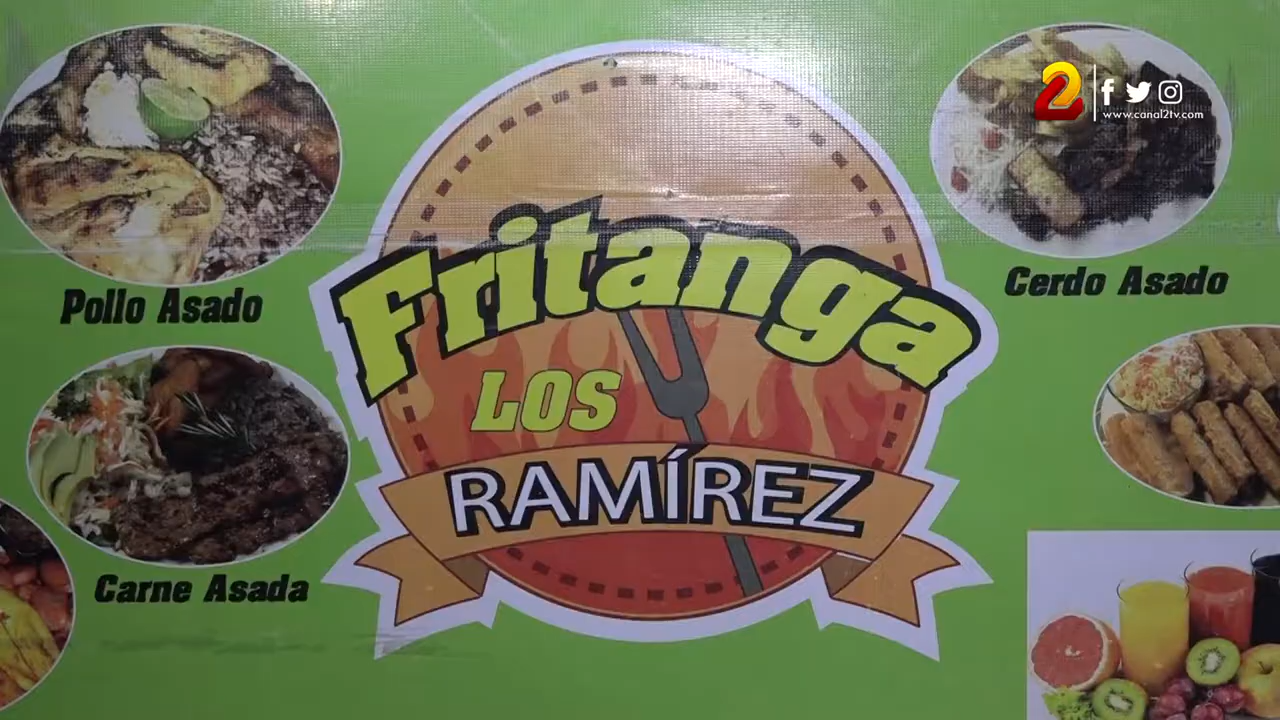 2
www.canal2tv.com
Pollo Asado
Cerdo Asado
Fritanga
LOS
RAMÍREZ
Carne Asada